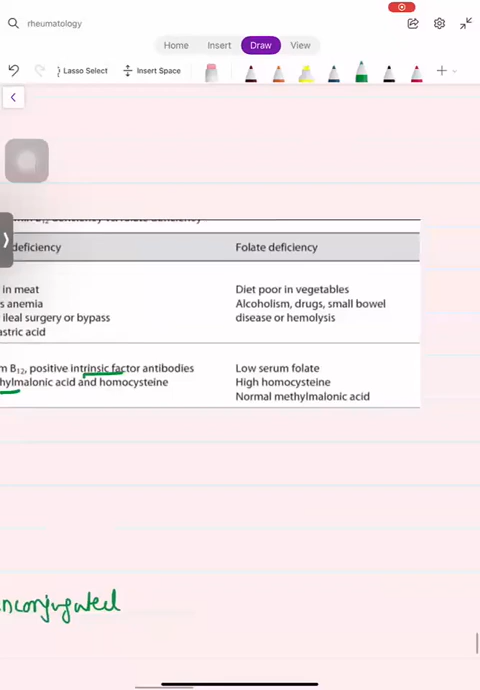 rheumatology
Home Insert Draw View
Lasso Select Insert Space
deficiency Folate deficiency
in meat Diet poor in vegetables
s anemia Alcoholism, drugs, small bowel
ileal surgery or bypass disease or hemolysis
astric acid
m B12, positive intrinsic factor antibodies Low serum folate
hylmalonic acid and homocysteine High homocysteine
Normal methylmalonic acid
nconjugated